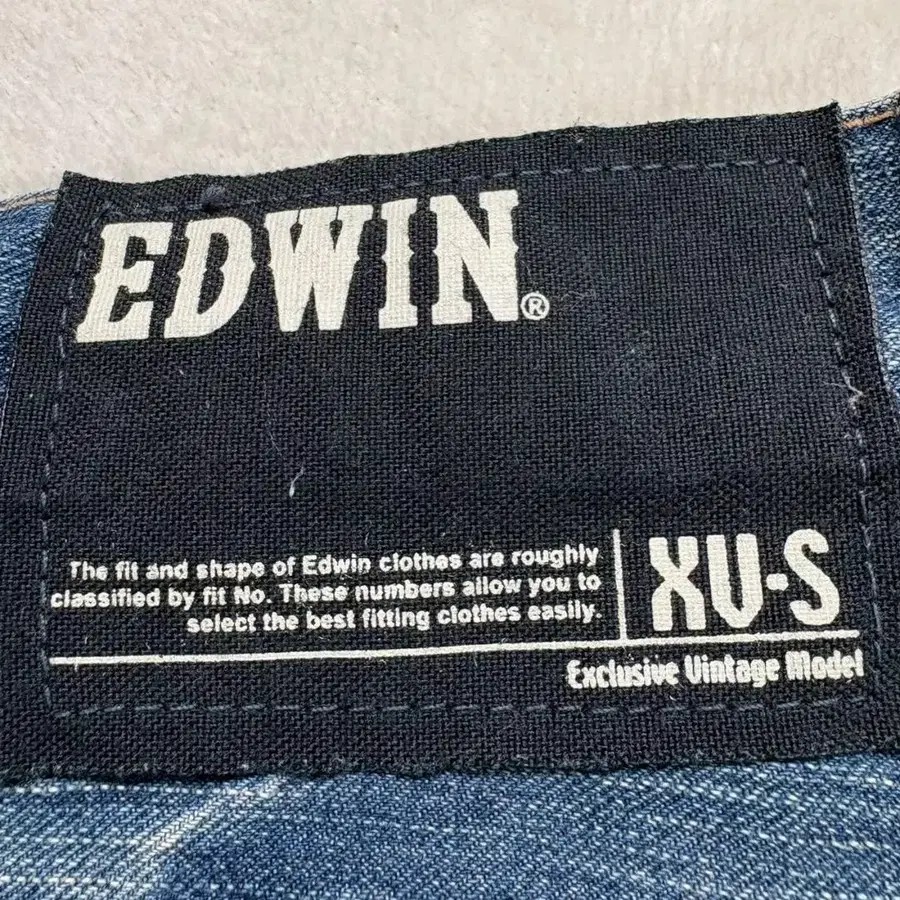 EDWIN®
The fit and shape of Edwin clothes are roughly
classified by fit No. These numbers allow you to
select the best fitting clothes easily.
XV-S
Exclusive Vintage Model